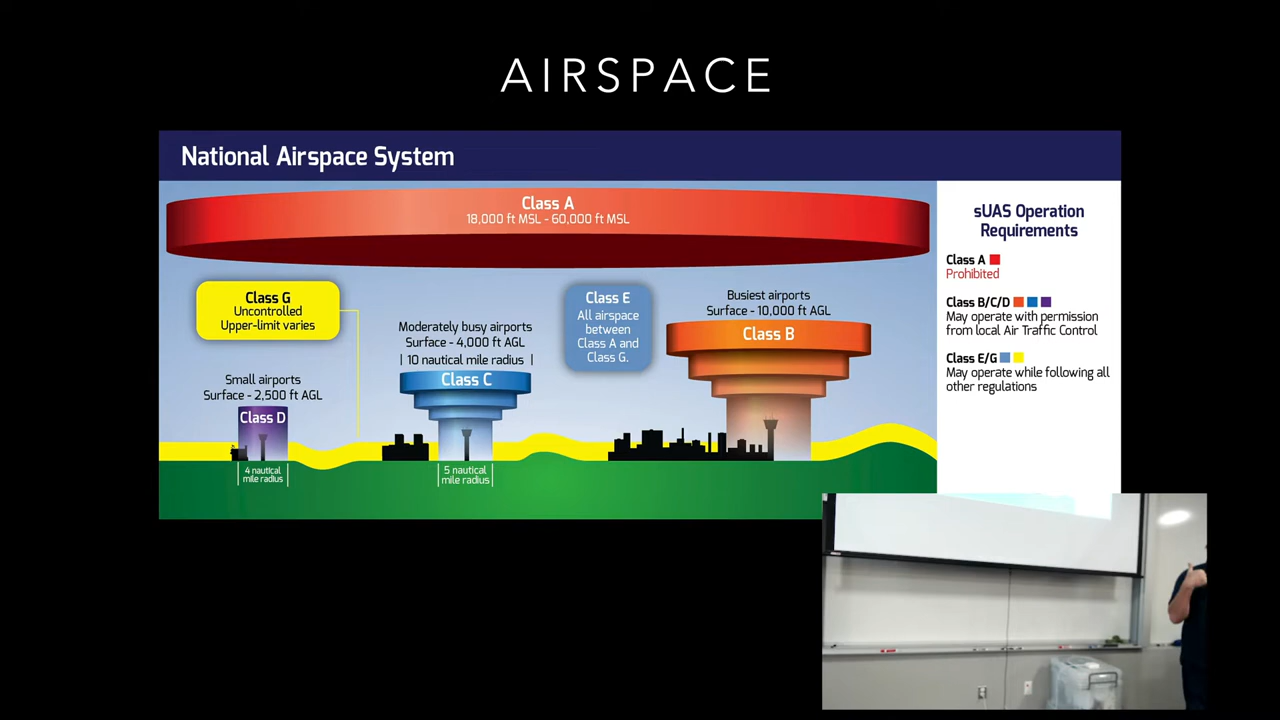 AIRSPACE
National Airspace System
Class A
18,000 ft MSL - 60,000 ft MSL
Class G
Uncontrolled
Upper-limit varies
Small airports
Surface - 2,500 ft AGL
Class D
4 nautical
mile radius
Moderately busy airports
Surface - 4,000 ft AGL
| 10 nautical mile radius |
Class C
5 nautical
mile radius
Class E
All airspace
between
Class A and
Class G.
Busiest airports
Surface - 10,000 ft AGL
Class B
sUAS Operation
Requirements
Class A
Prohibited
Class B/C/D
May operate with permission
from local Air Traffic Control
Class E/G
May operate while following all
other regulations